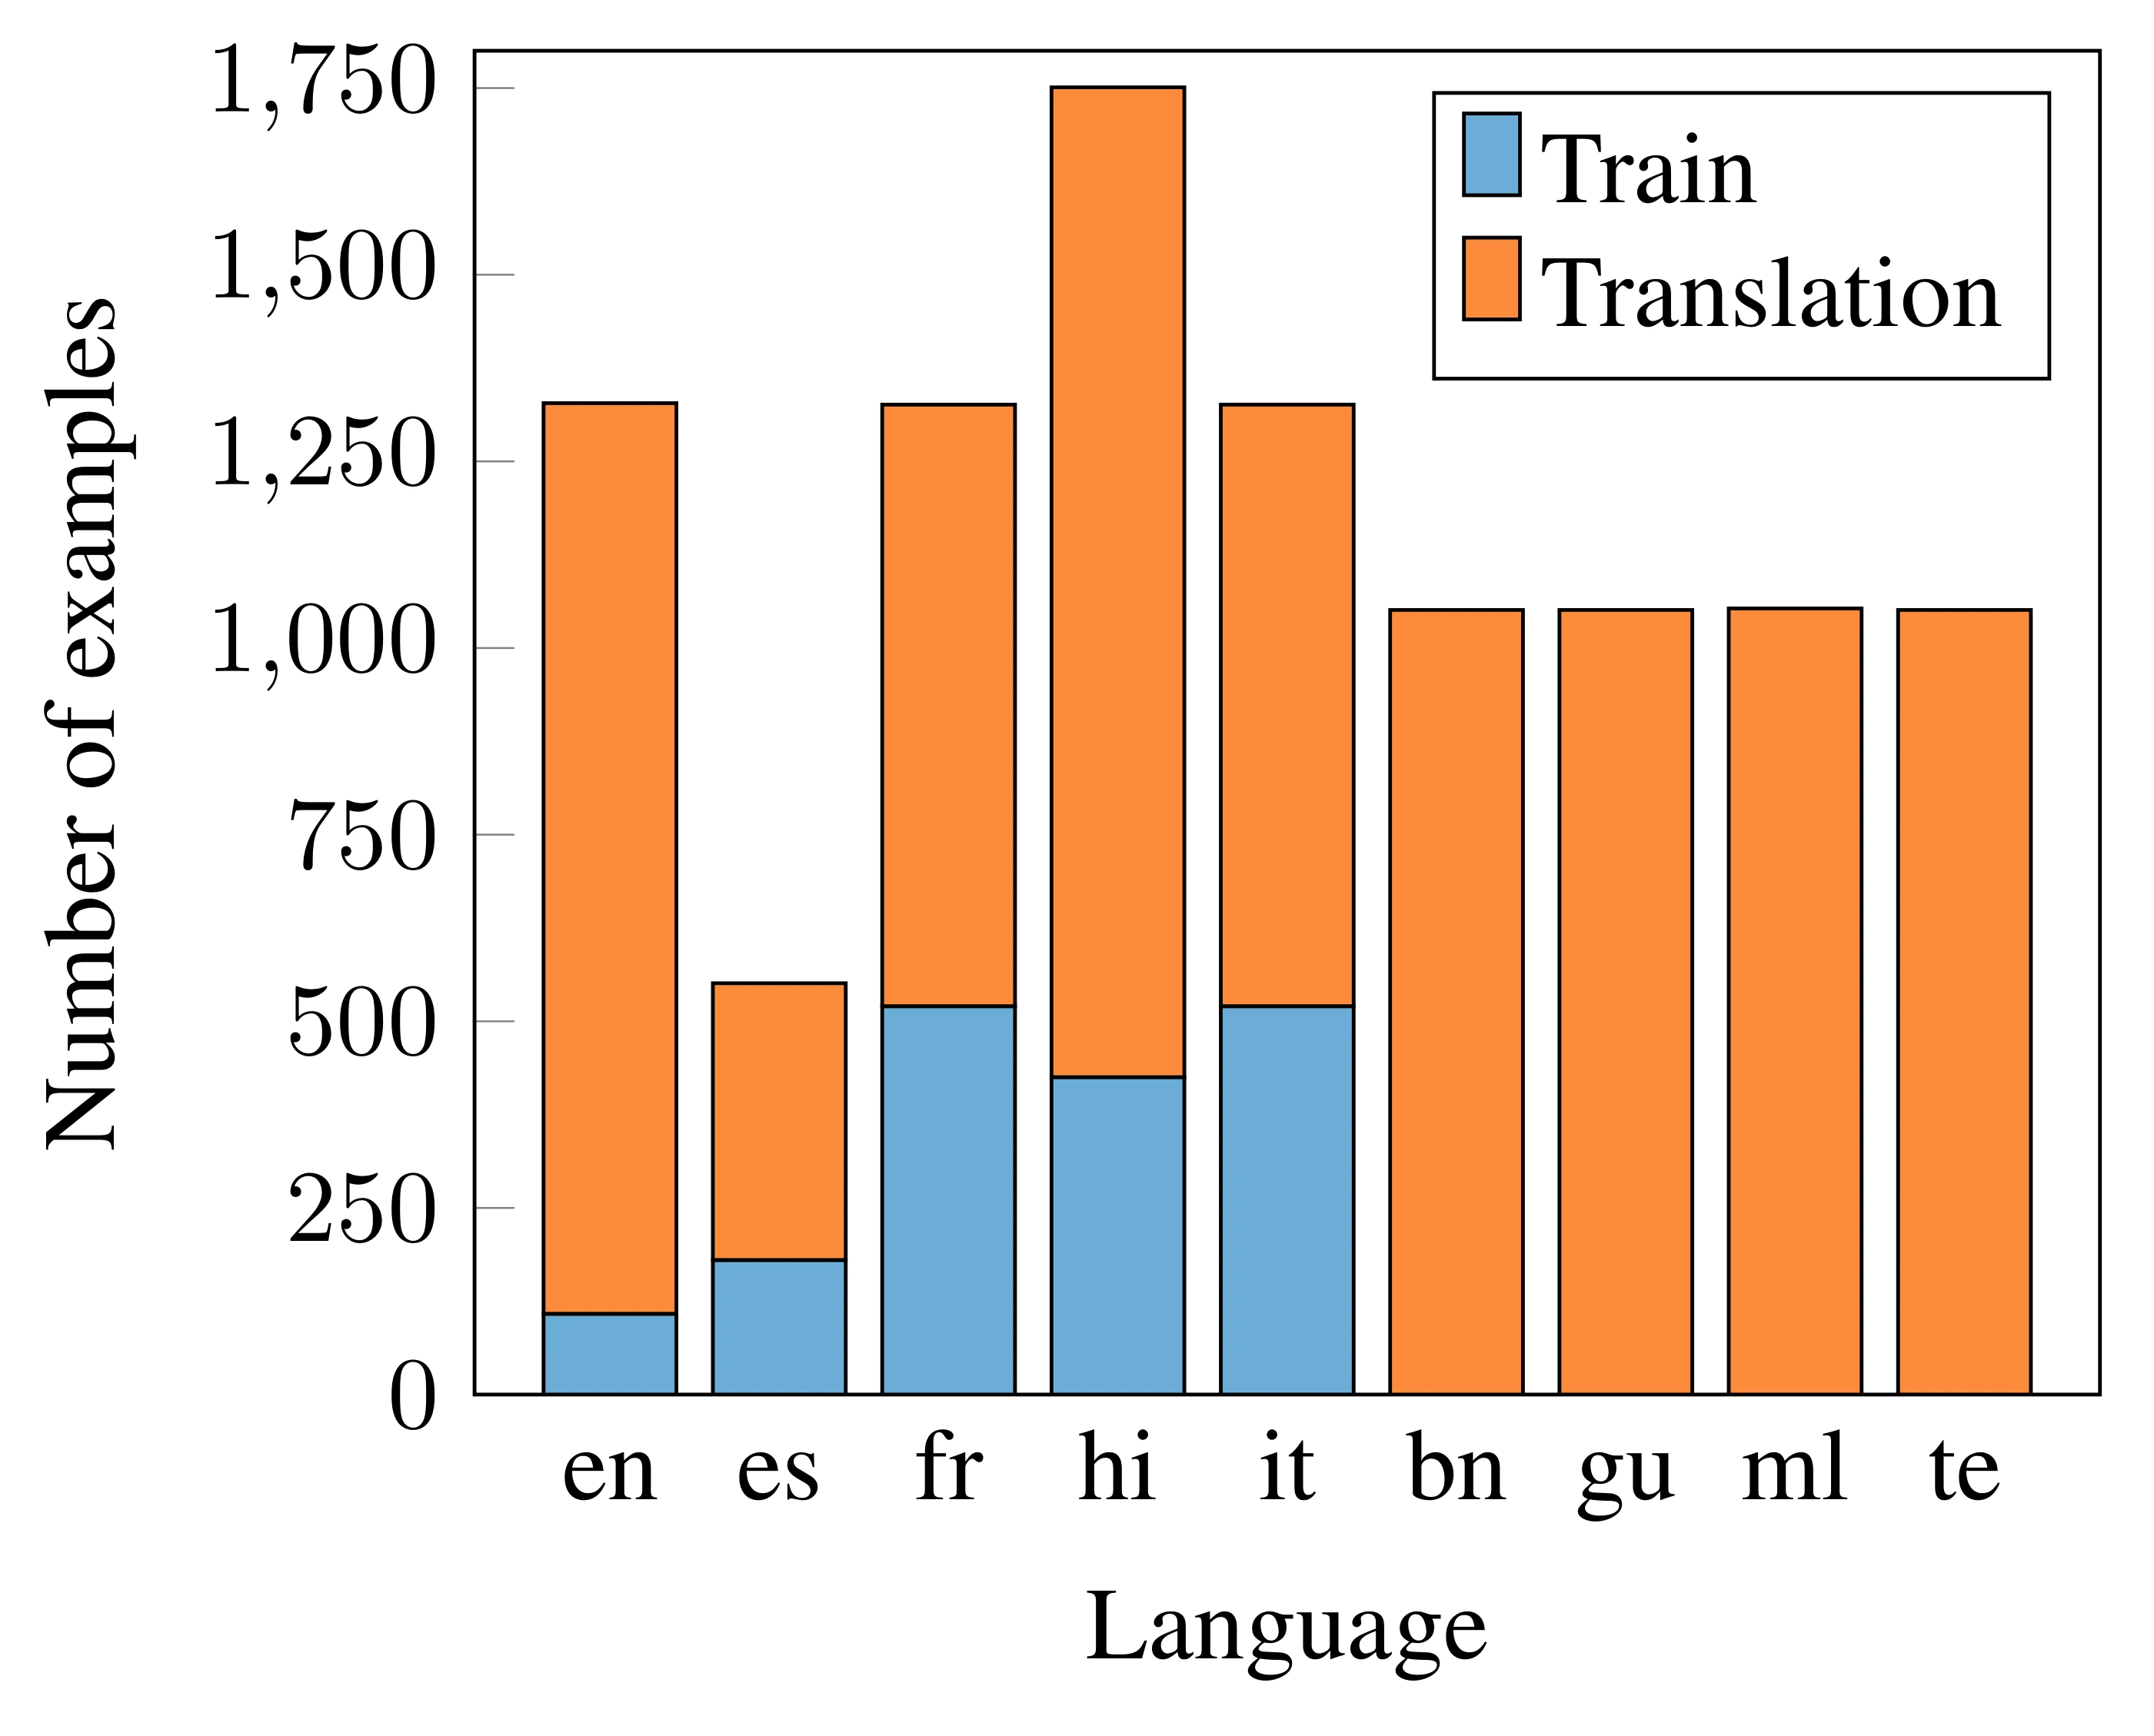 1,750
1,500
1,250
1,000
750
500
250
0
Number of examples
Train
Translation
en es fr hi it bn gu ml te
Language